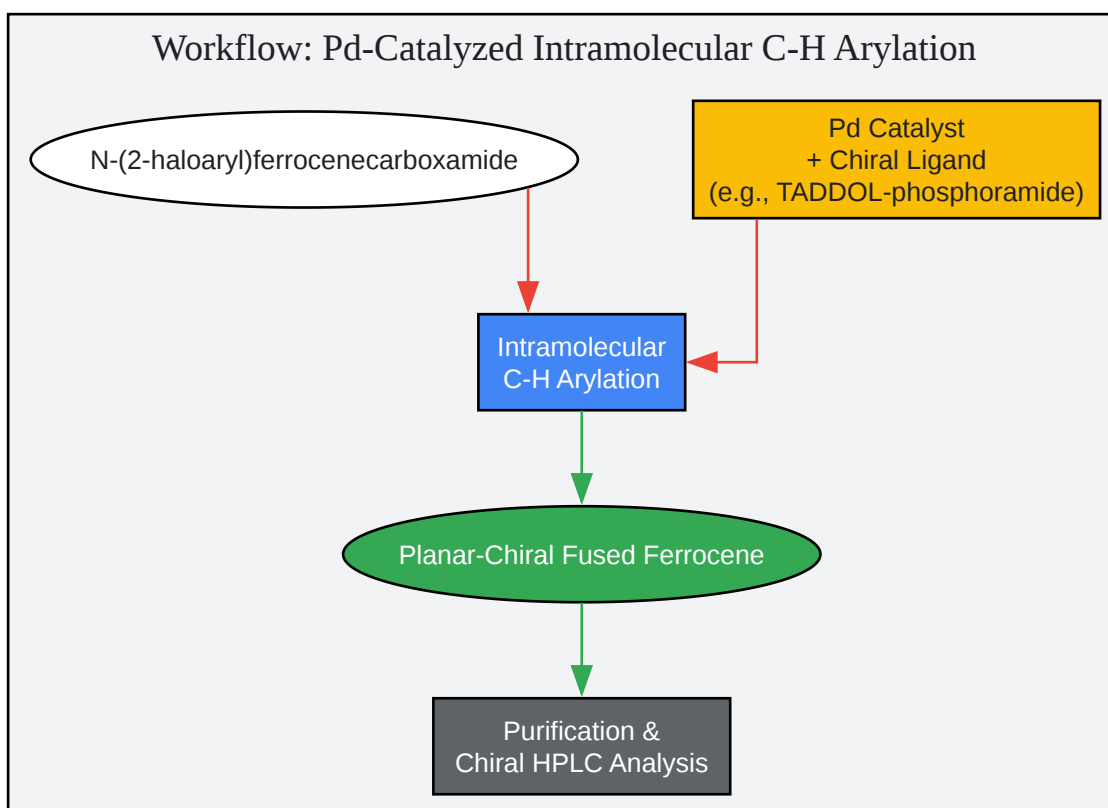 Workflow: Pd-Catalyzed Intramolecular C-H Arylation
N-(2-haloaryl)ferrocenecarboxamide
Pd Catalyst
+ Chiral Ligand
(e.g., TADDOL-phosphoramide)
Intramolecular
C-H Arylation
Planar-Chiral Fused Ferrocene
Purification &
Chiral HPLC Analysis